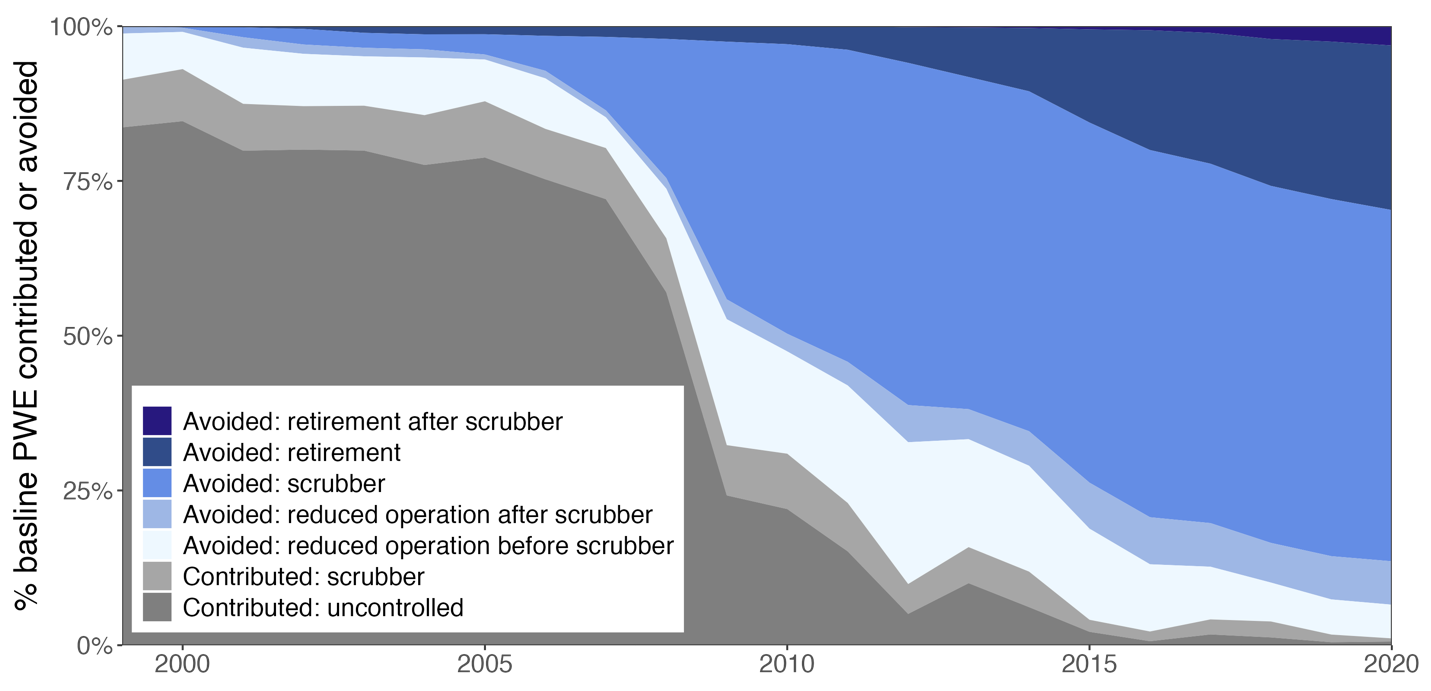 % basline PWE contributed or avoided
100%
75%
50%
25%
0%
Avoided: retirement after scrubber
Avoided: retirement
Avoided: scrubber
Avoided: reduced operation after scrubber
Avoided: reduced operation before scrubber
Contributed: scrubber
Contributed: uncontrolled
2000
2005
2010
2015
2020